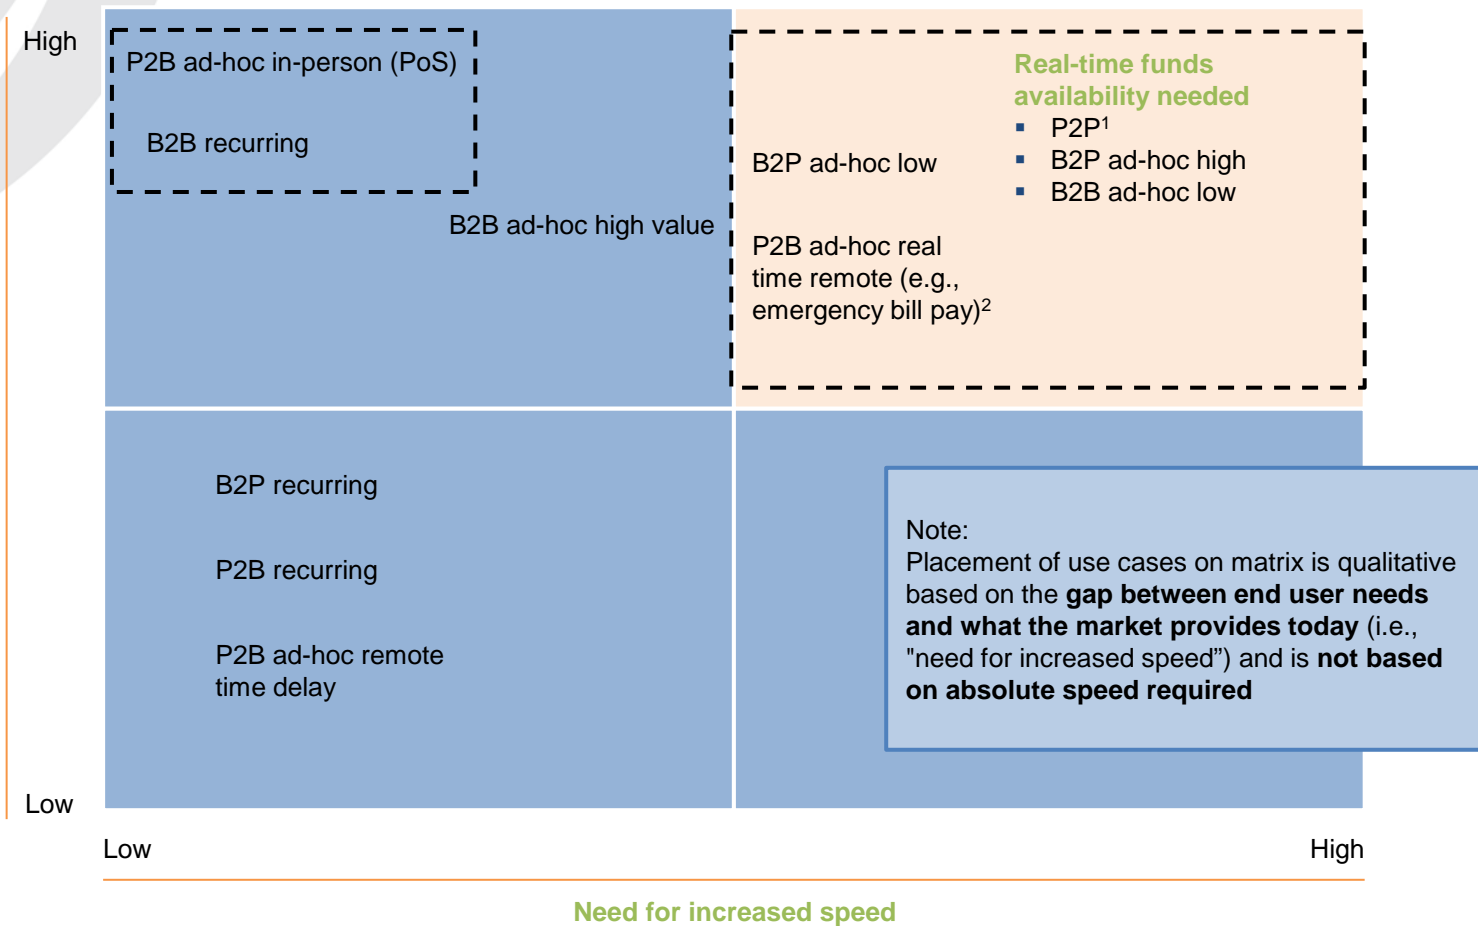 High
P2B ad-hoc in-person (PoS)
B2B recurring
B2B ad-hoc high value
B2P ad-hoc low
P2B ad-hoc real
time remote (e.g.,
emergency bill pay)²
Real-time funds
availability needed
▪ P2P¹
▪ B2P ad-hoc high
▪ B2B ad-hoc low
B2P recurring
P2B recurring
P2B ad-hoc remote
time delay
Note:
Placement of use cases on matrix is qualitative
based on the gap between end user needs
and what the market provides today (i.e.,
"need for increased speed”) and is not based
on absolute speed required
Low
Low
High
Need for increased speed